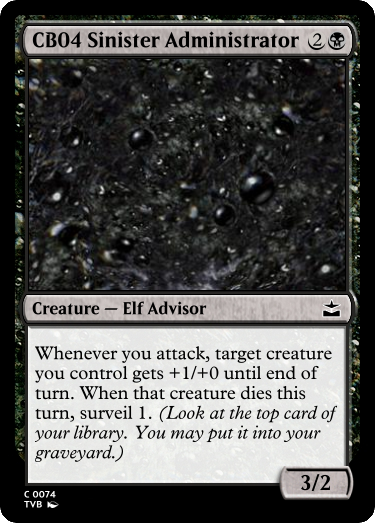 CB04 Sinister Administrator 2
Creature — Elf Advisor
Whenever you attack, target creature
you control gets +1/+0 until end of
turn. When that creature dies this
turn, surveil 1. (Look at the top card of
your library. You may put it into your
graveyard.)
3/2
C 0074
TVB